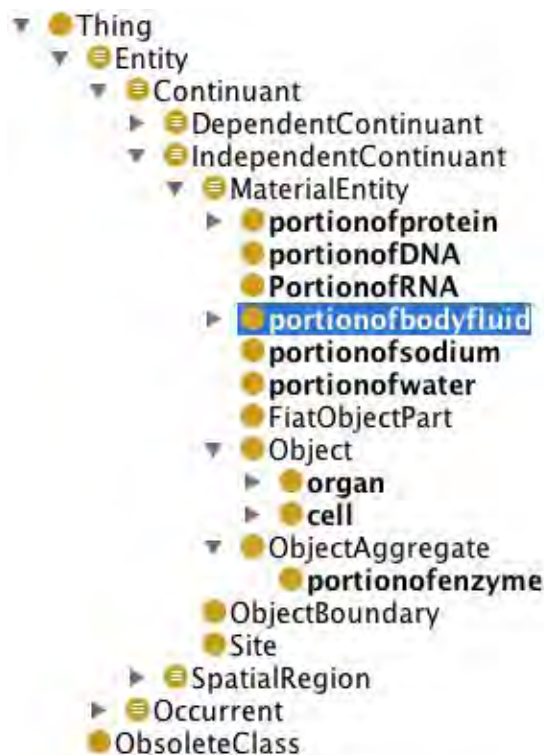 Thing
Entity
Continuant
DependentContinuant
IndependentContinuant
MaterialEntity
portionofprotein
portionofDNA
PortionofRNA
portionofbodyfluid
portionofsodium
portionofwater
FiatObjectPart
Object
organ
cell
ObjectAggregate
portionofenzyme
ObjectBoundary
Site
SpatialRegion
Occurrent
ObsoleteClass